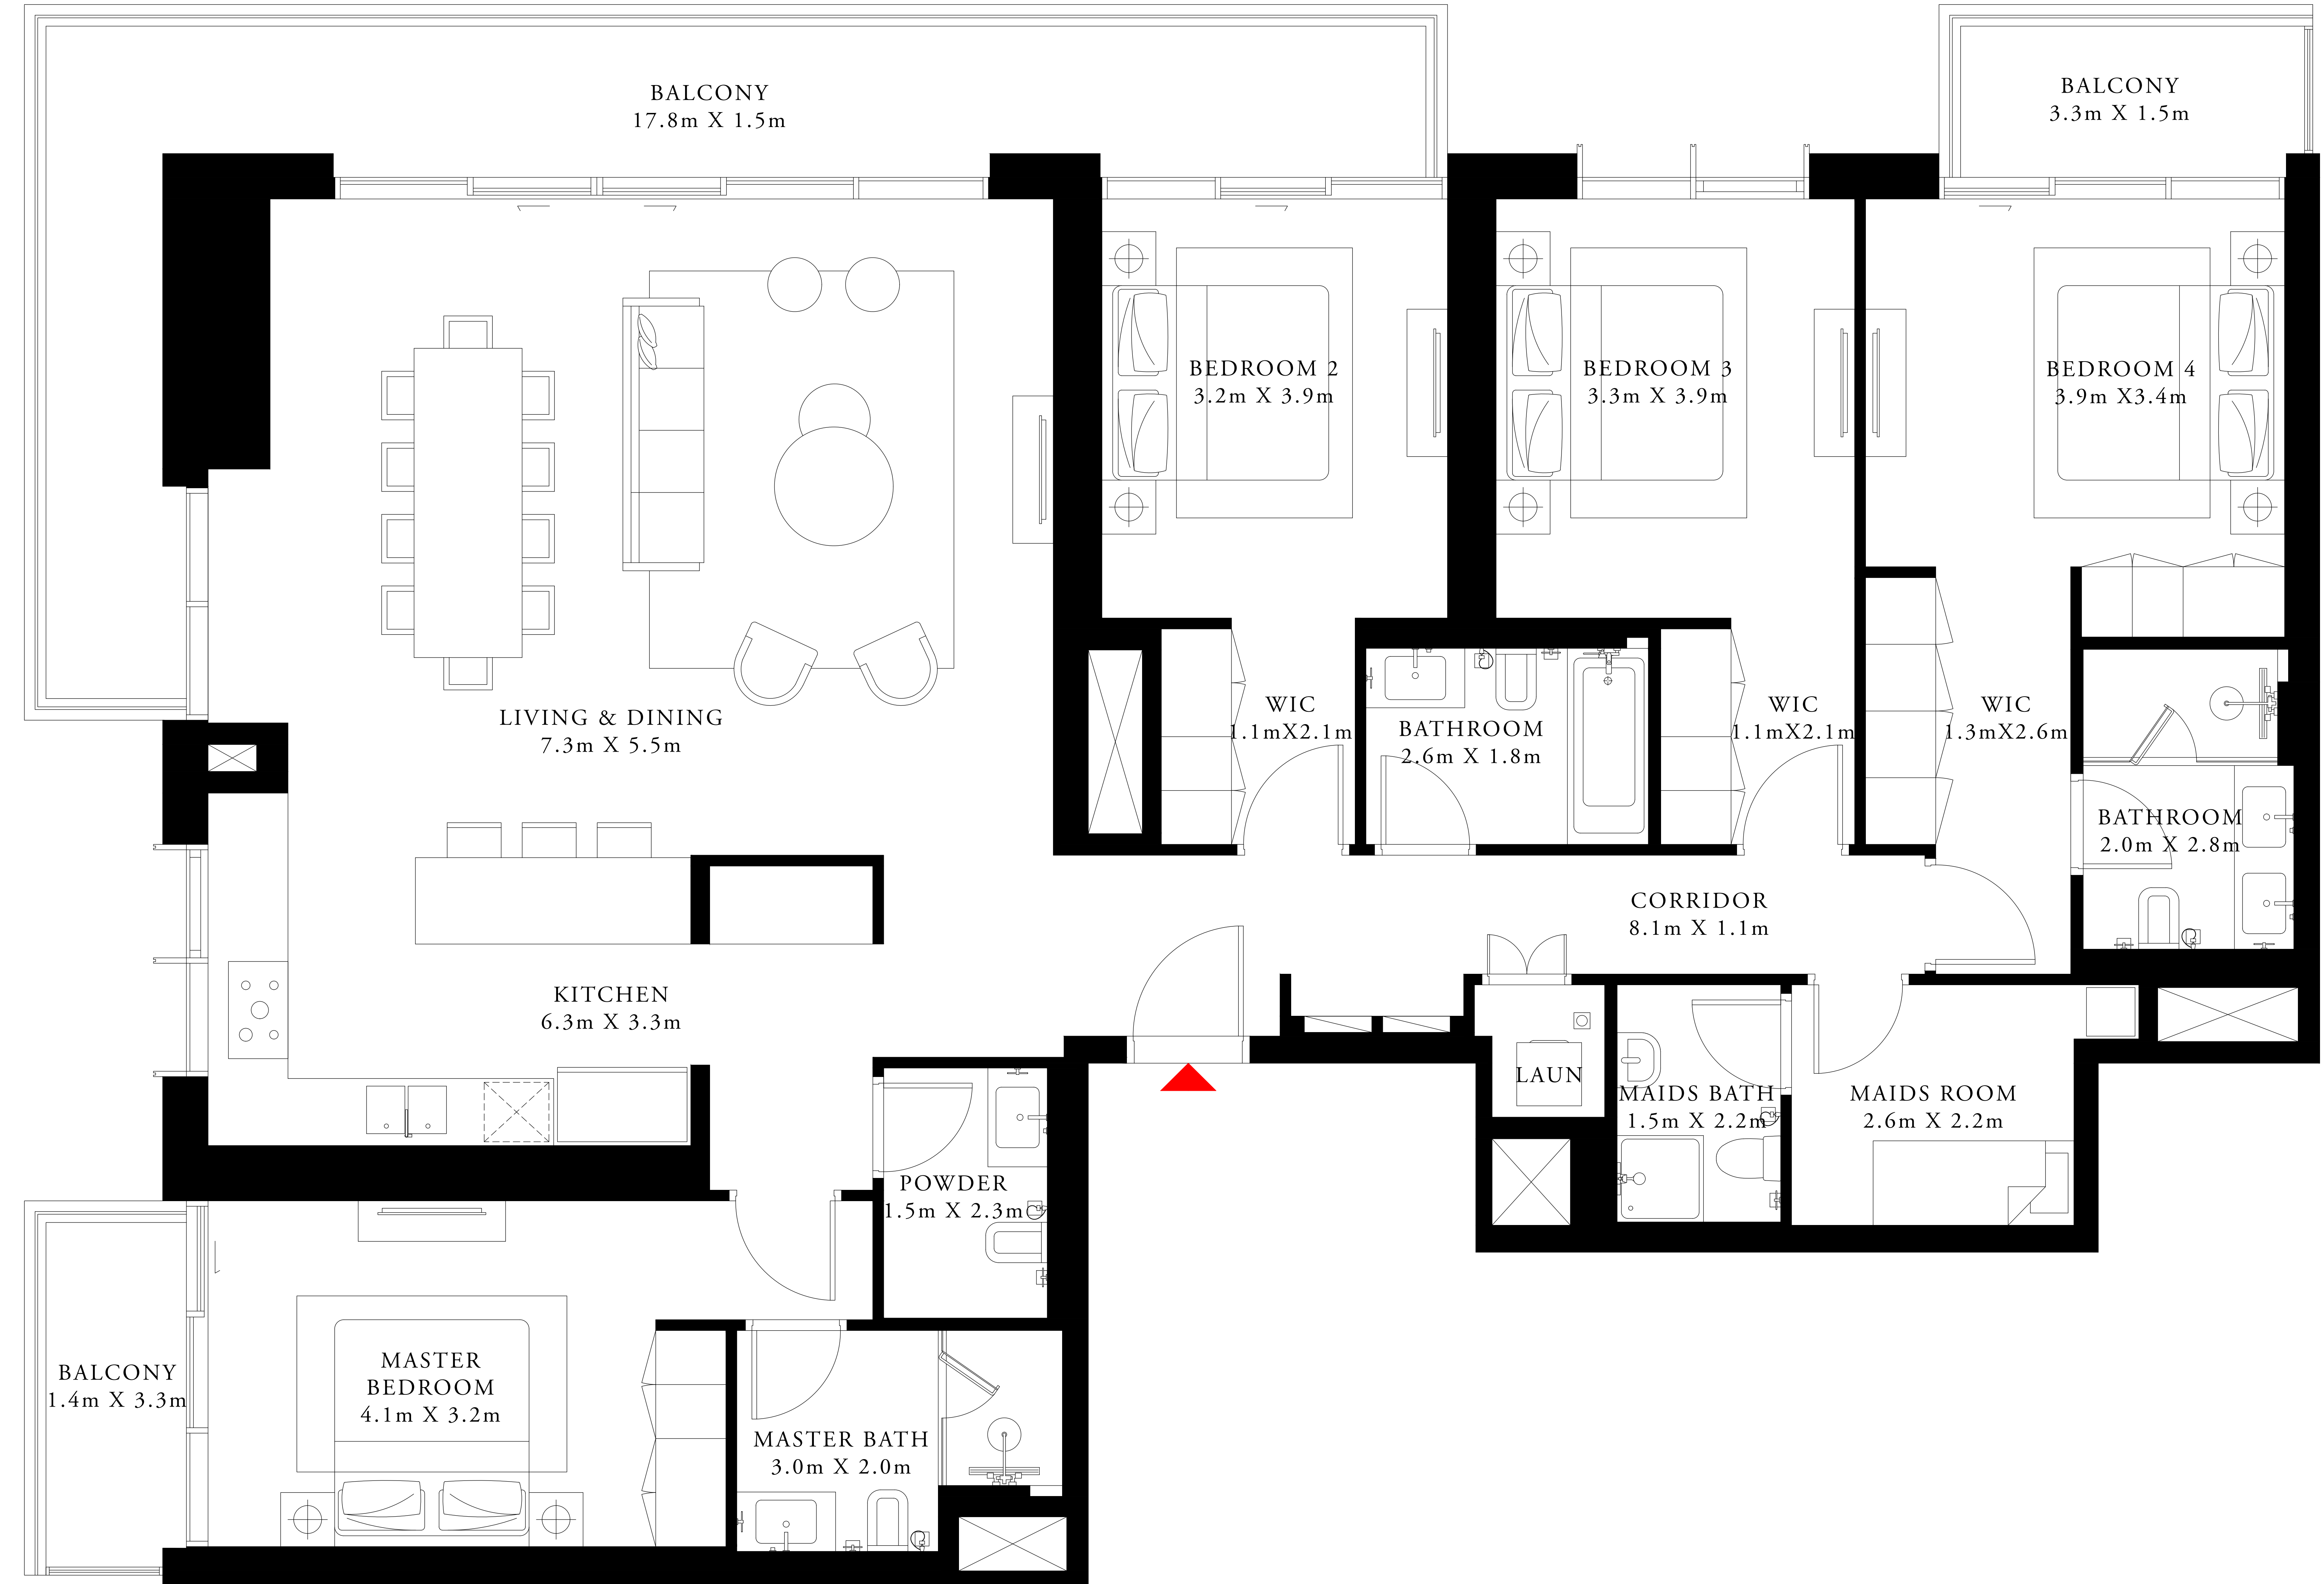 BALCONY
17.8m X 1.5m
BALCONY
3.3m X 1.5m
BEDROOM 2
3.2m X 3.9m
BEDROOM 3
3.3m X 3.9m
BEDROOM 4
3.9m X3.4m
LIVING & DINING
7.3m X 5.5m
WIC
1.1mX2.1m
BATHROOM
2.6m X 1.8m
WIC
1.1mX2.1m
WIC
1.3mX2.6m
BATHROOM
2.0m X 2.8m
CORRIDOR
8.1m X 1.1m
KITCHEN
6.3m X 3.3m
LAUN
MAIDS BATH
1.5m X 2.2m
MAIDS ROOM
2.6m X 2.2m
POWDER
1.5m X 2.3m
BALCONY
1.4m X 3.3m
MASTER
BEDROOM
4.1m X 3.2m
MASTER BATH
3.0m X 2.0m